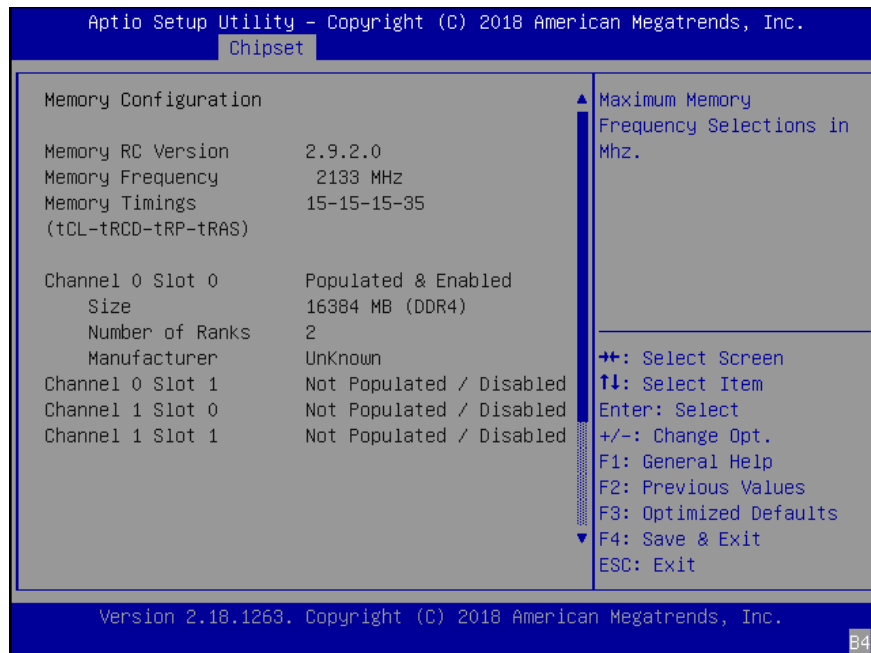 Aptio Setup Utility – Copyright (C) 2018 American Megatrends, Inc.
Chipset
Memory Configuration
Memory RC Version 2.9.2.0
Memory Frequency 2133 MHz
Memory Timings 15-15-15-35
(tCL-tRCD-tRP-tRAS)
Channel 0 Slot 0 Populated & Enabled
Size 16384 MB (DDR4)
Number of Ranks 2
Manufacturer UnKnown
Channel 0 Slot 1 Not Populated / Disabled
Channel 1 Slot 0 Not Populated / Disabled
Channel 1 Slot 1 Not Populated / Disabled
Maximum Memory
Frequency Selections in
Mhz.
→←: Select Screen
↑↓: Select Item
Enter: Select
+/-: Change Opt.
F1: General Help
F2: Previous Values
F3: Optimized Defaults
F4: Save & Exit
ESC: Exit
Version 2.18.1263. Copyright (C) 2018 American Megatrends, Inc.
B4